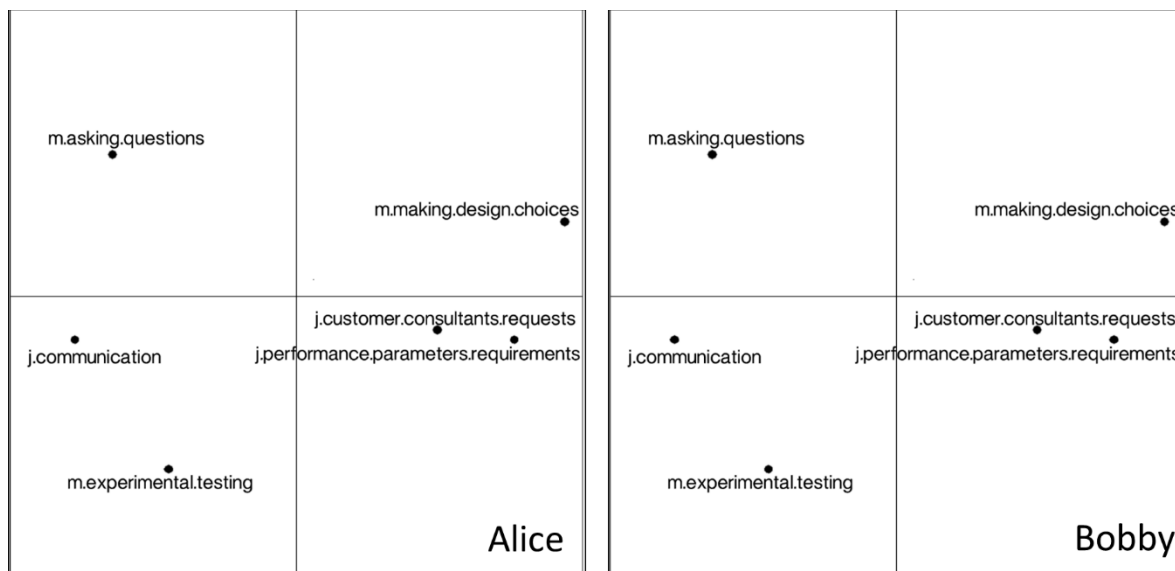 m.asking.questions
m.making.design.choices
j.customer.consultants.requests
j.communication
j.performance.parameters.requirements
m.experimental.testing
Alice
m.asking.questions
m.making.design.choices
j.customer.consultants.requests
j.communication
j.performance.parameters.requirements
m.experimental.testing
Bobby